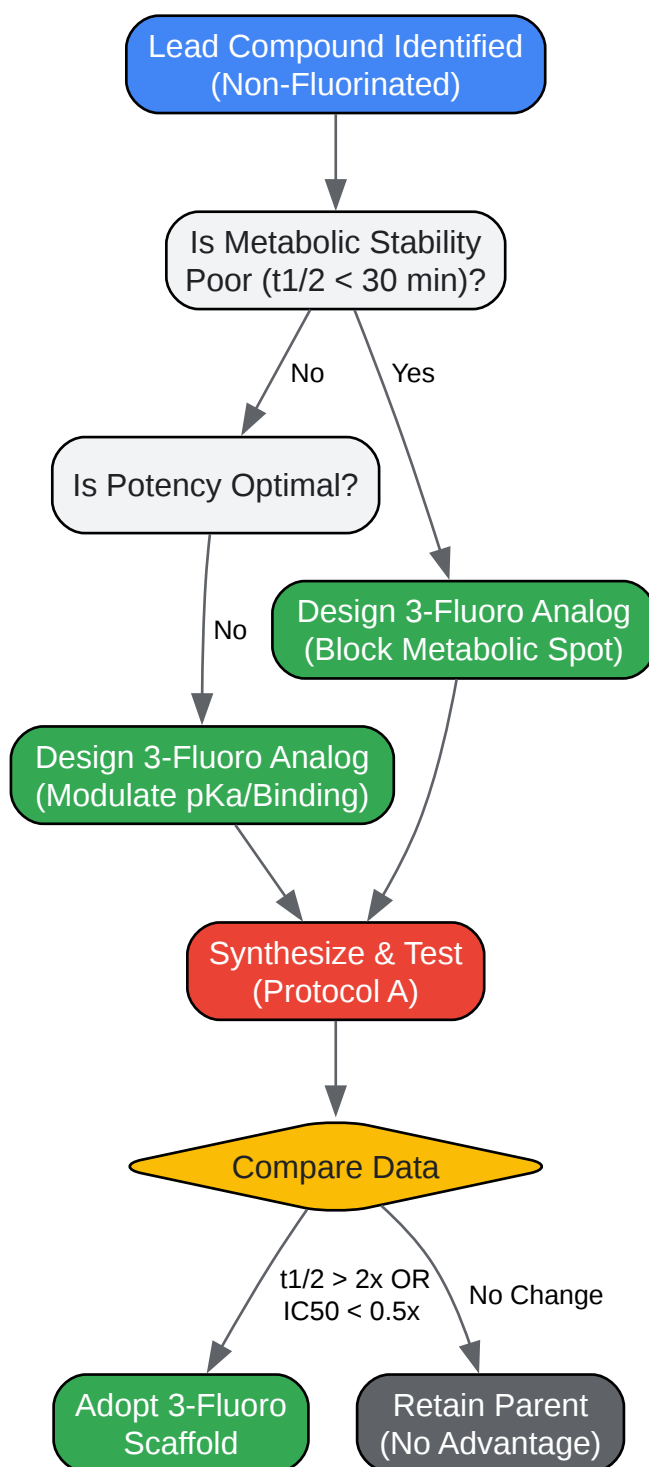 Lead Compound Identified
(Non-Fluorinated)
Is Metabolic Stability
Poor (t1/2 < 30 min)?
No
Yes
Is Potency Optimal?
Design 3-Fluoro Analog
(Block Metabolic Spot)
No
Design 3-Fluoro Analog
(Modulate pKa/Binding)
Synthesize & Test
(Protocol A)
Compare Data
t1/2 > 2x OR
IC50 < 0.5x
No Change
Adopt 3-Fluoro
Scaffold
Retain Parent
(No Advantage)